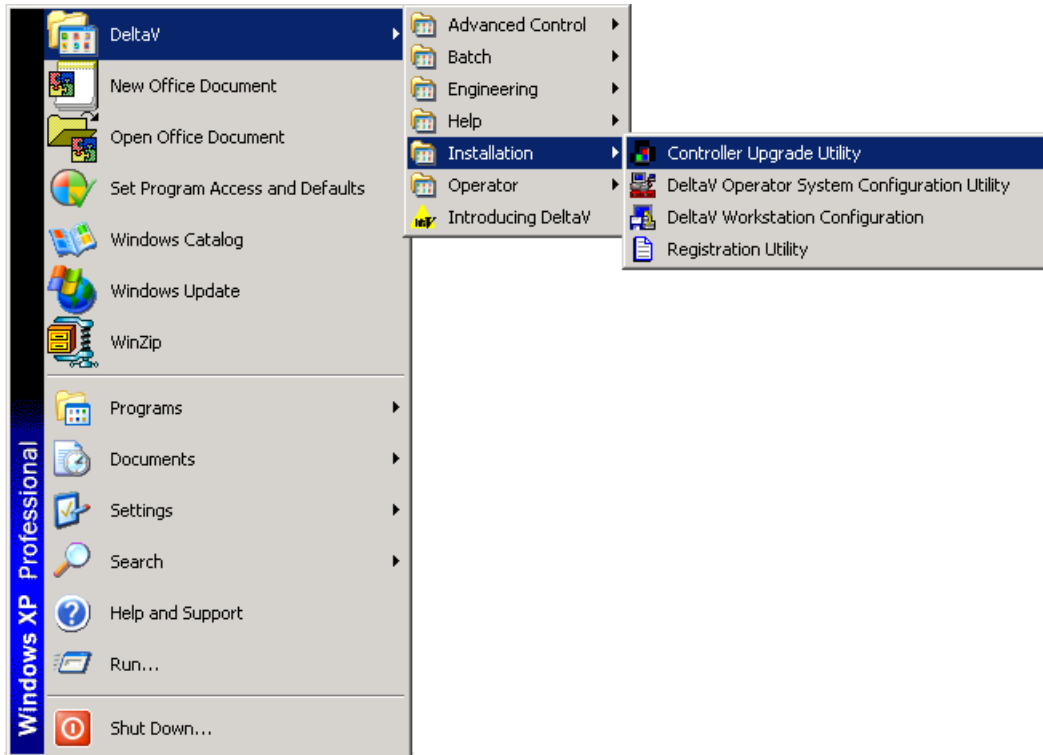 DeltaV
New Office Document
Open Office Document
Set Program Access and Defaults
Windows Catalog
Windows Update
WinZip
Programs
Documents
Settings
Search
Help and Support
Run...
Shut Down...
Windows XP Professional
Advanced Control
Batch
Engineering
Help
Installation
Operator
Introducing DeltaV
Controller Upgrade Utility
DeltaV Operator System Configuration Utility
DeltaV Workstation Configuration
Registration Utility